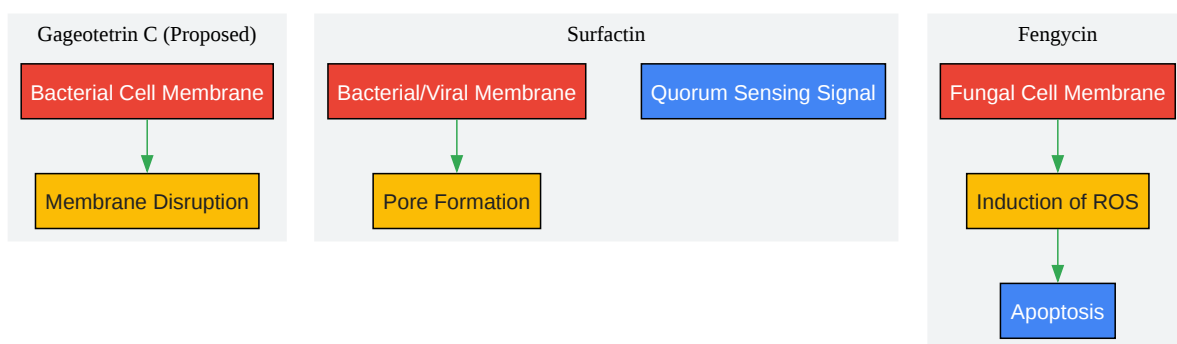 Gageotetrin C (Proposed)
Bacterial Cell Membrane
Membrane Disruption
Surfactin
Bacterial/Viral Membrane
Quorum Sensing Signal
Pore Formation
Fengycin
Fungal Cell Membrane
Induction of ROS
Apoptosis